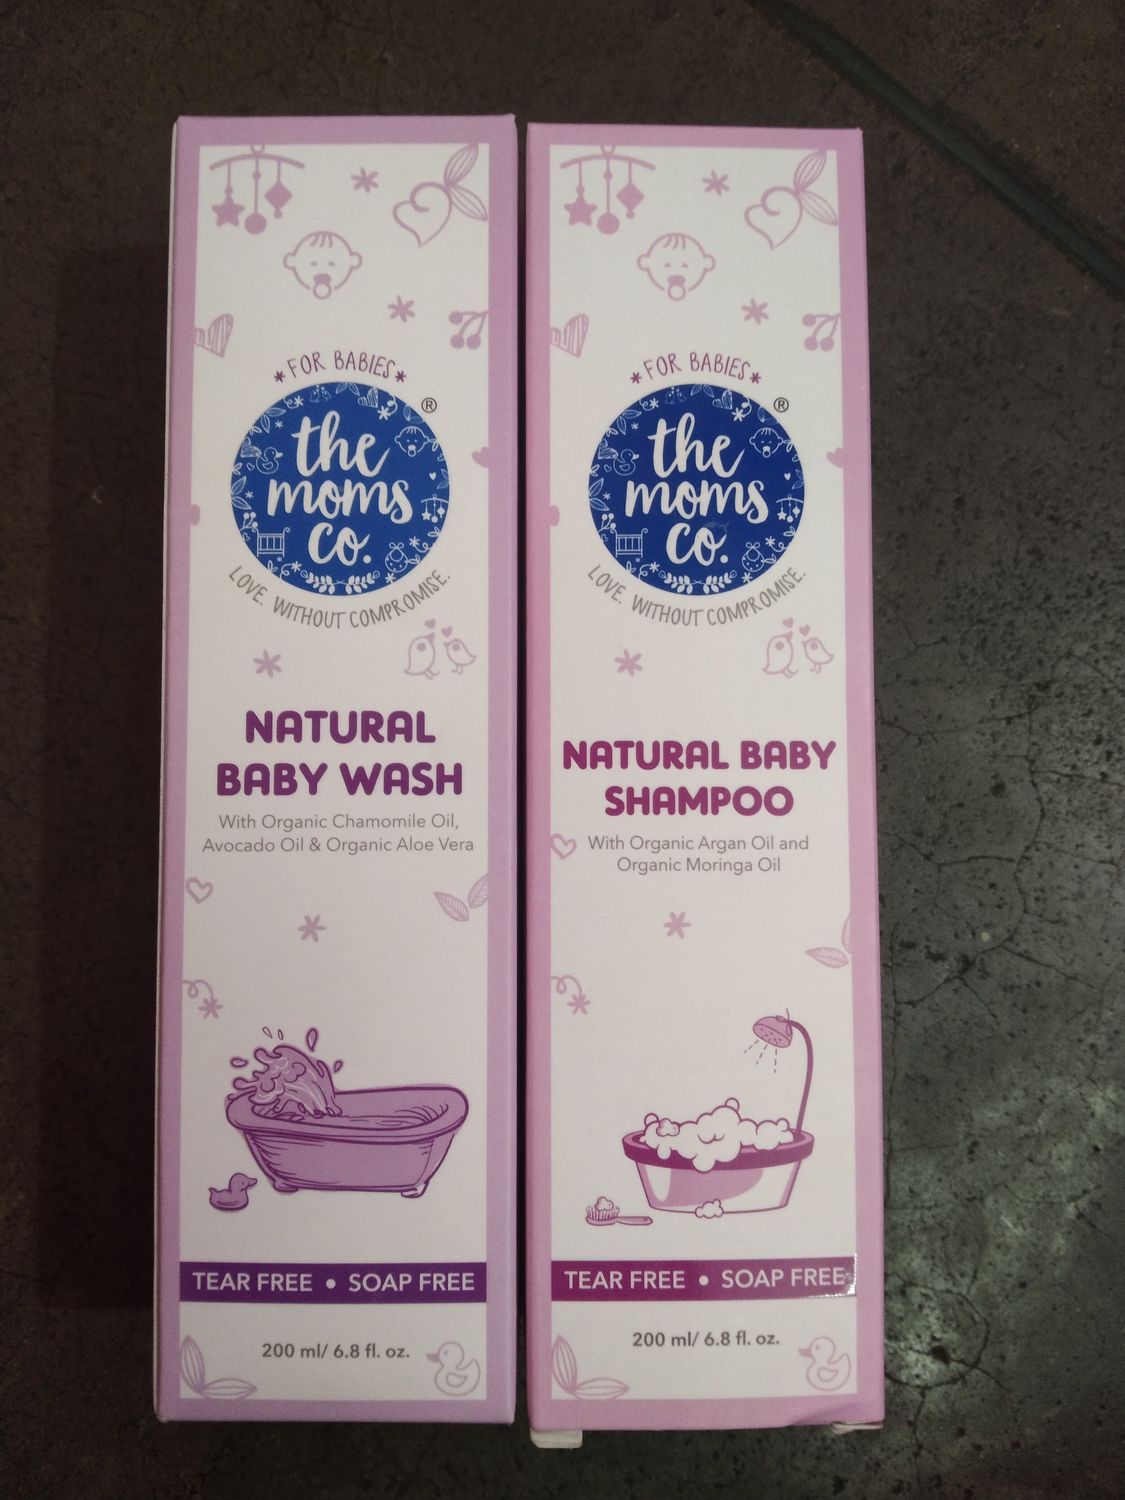 *FOR BABIES*
the
moms
co.
®
LOVE. WITHOUT COMPROMISE.
NATURAL
BABY WASH
With Organic Chamomile Oil,
Avocado Oil & Organic Aloe Vera
TEAR FREE • SOAP FREE
200 ml/ 6.8 fl. oz.
*FOR BABIES*
the
moms
co.
®
LOVE. WITHOUT COMPROMISE.
NATURAL BABY
SHAMPOO
With Organic Argan Oil and
Organic Moringa Oil
TEAR FREE • SOAP FREE
200 ml/ 6.8 fl. oz.